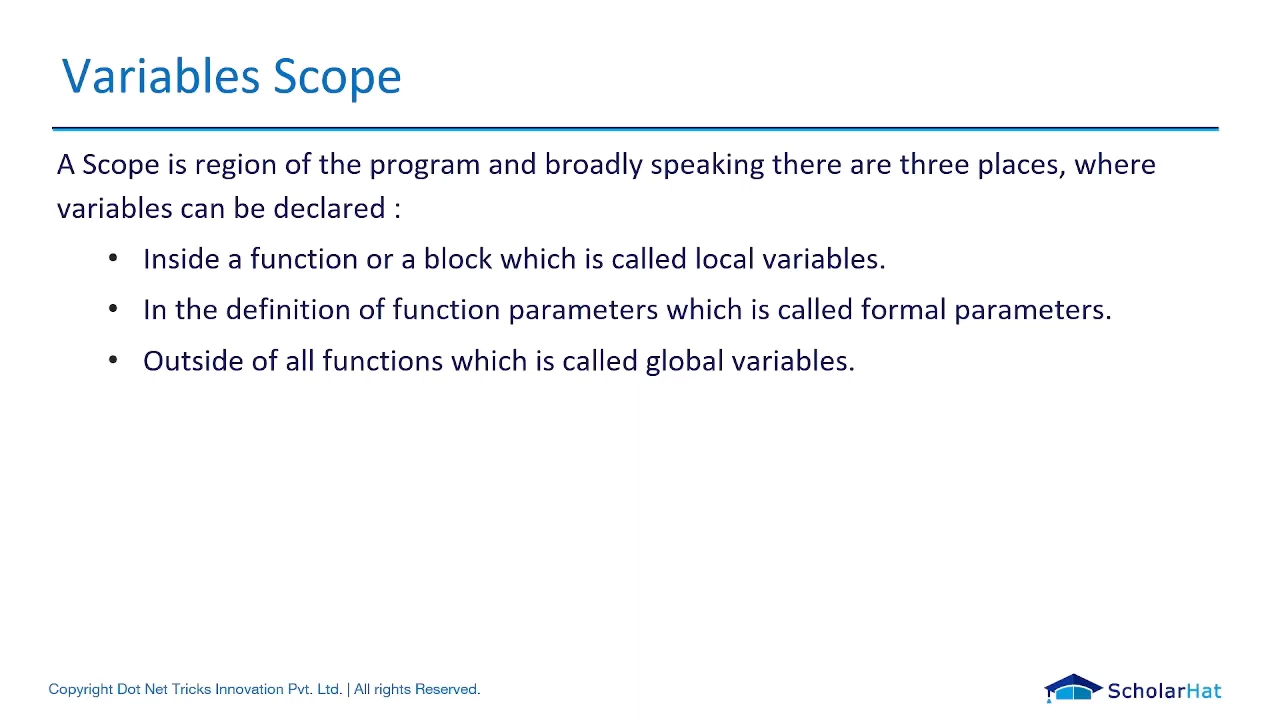 Variables Scope
A Scope is region of the program and broadly speaking there are three places, where
variables can be declared :
• Inside a function or a block which is called local variables.
• In the definition of function parameters which is called formal parameters.
• Outside of all functions which is called global variables.
Copyright Dot Net Tricks Innovation Pvt. Ltd. | All rights Reserved.
ScholarHat